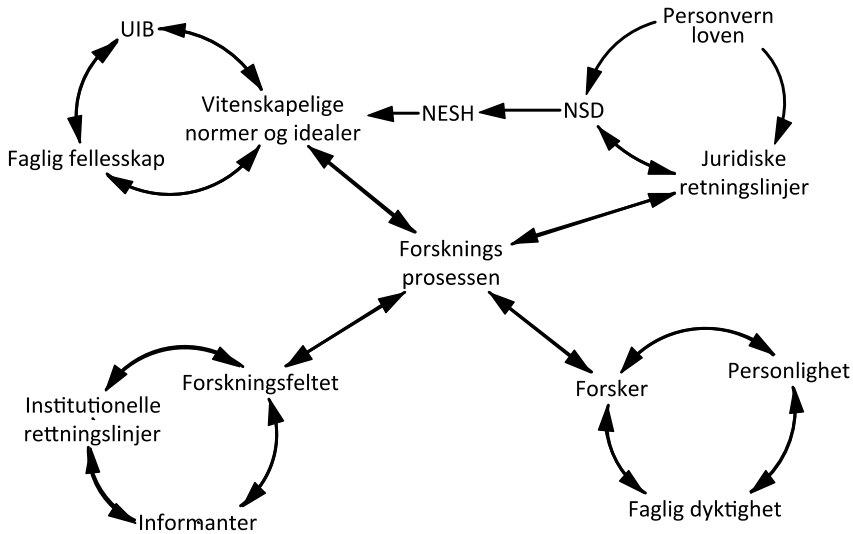 UIB
Personvern
loven
Vitenskapelige
normer og idealer
NESH
NSD
Faglig fellesskap
Juridiske
retningslinjer
Forsknings
prosessen
Forskningsfeltet
Institutionelle
rettningslinjer
Informanter
Forsker
Personlighet
Faglig dyktighet